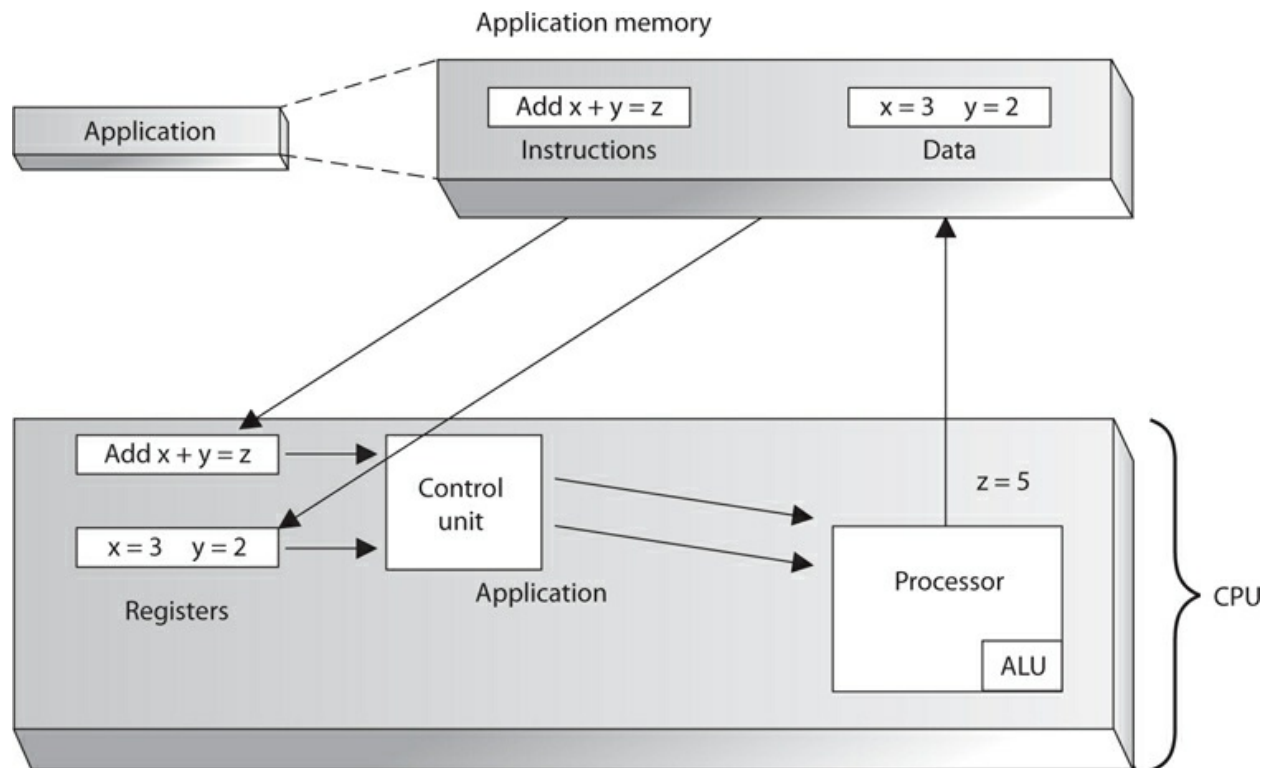 Application memory
Application
Add x + y = z
x = 3 y = 2
Instructions
Data
Add x + y = z
x = 3 y = 2
Registers
Control
unit
Application
z = 5
Processor
ALU
CPU